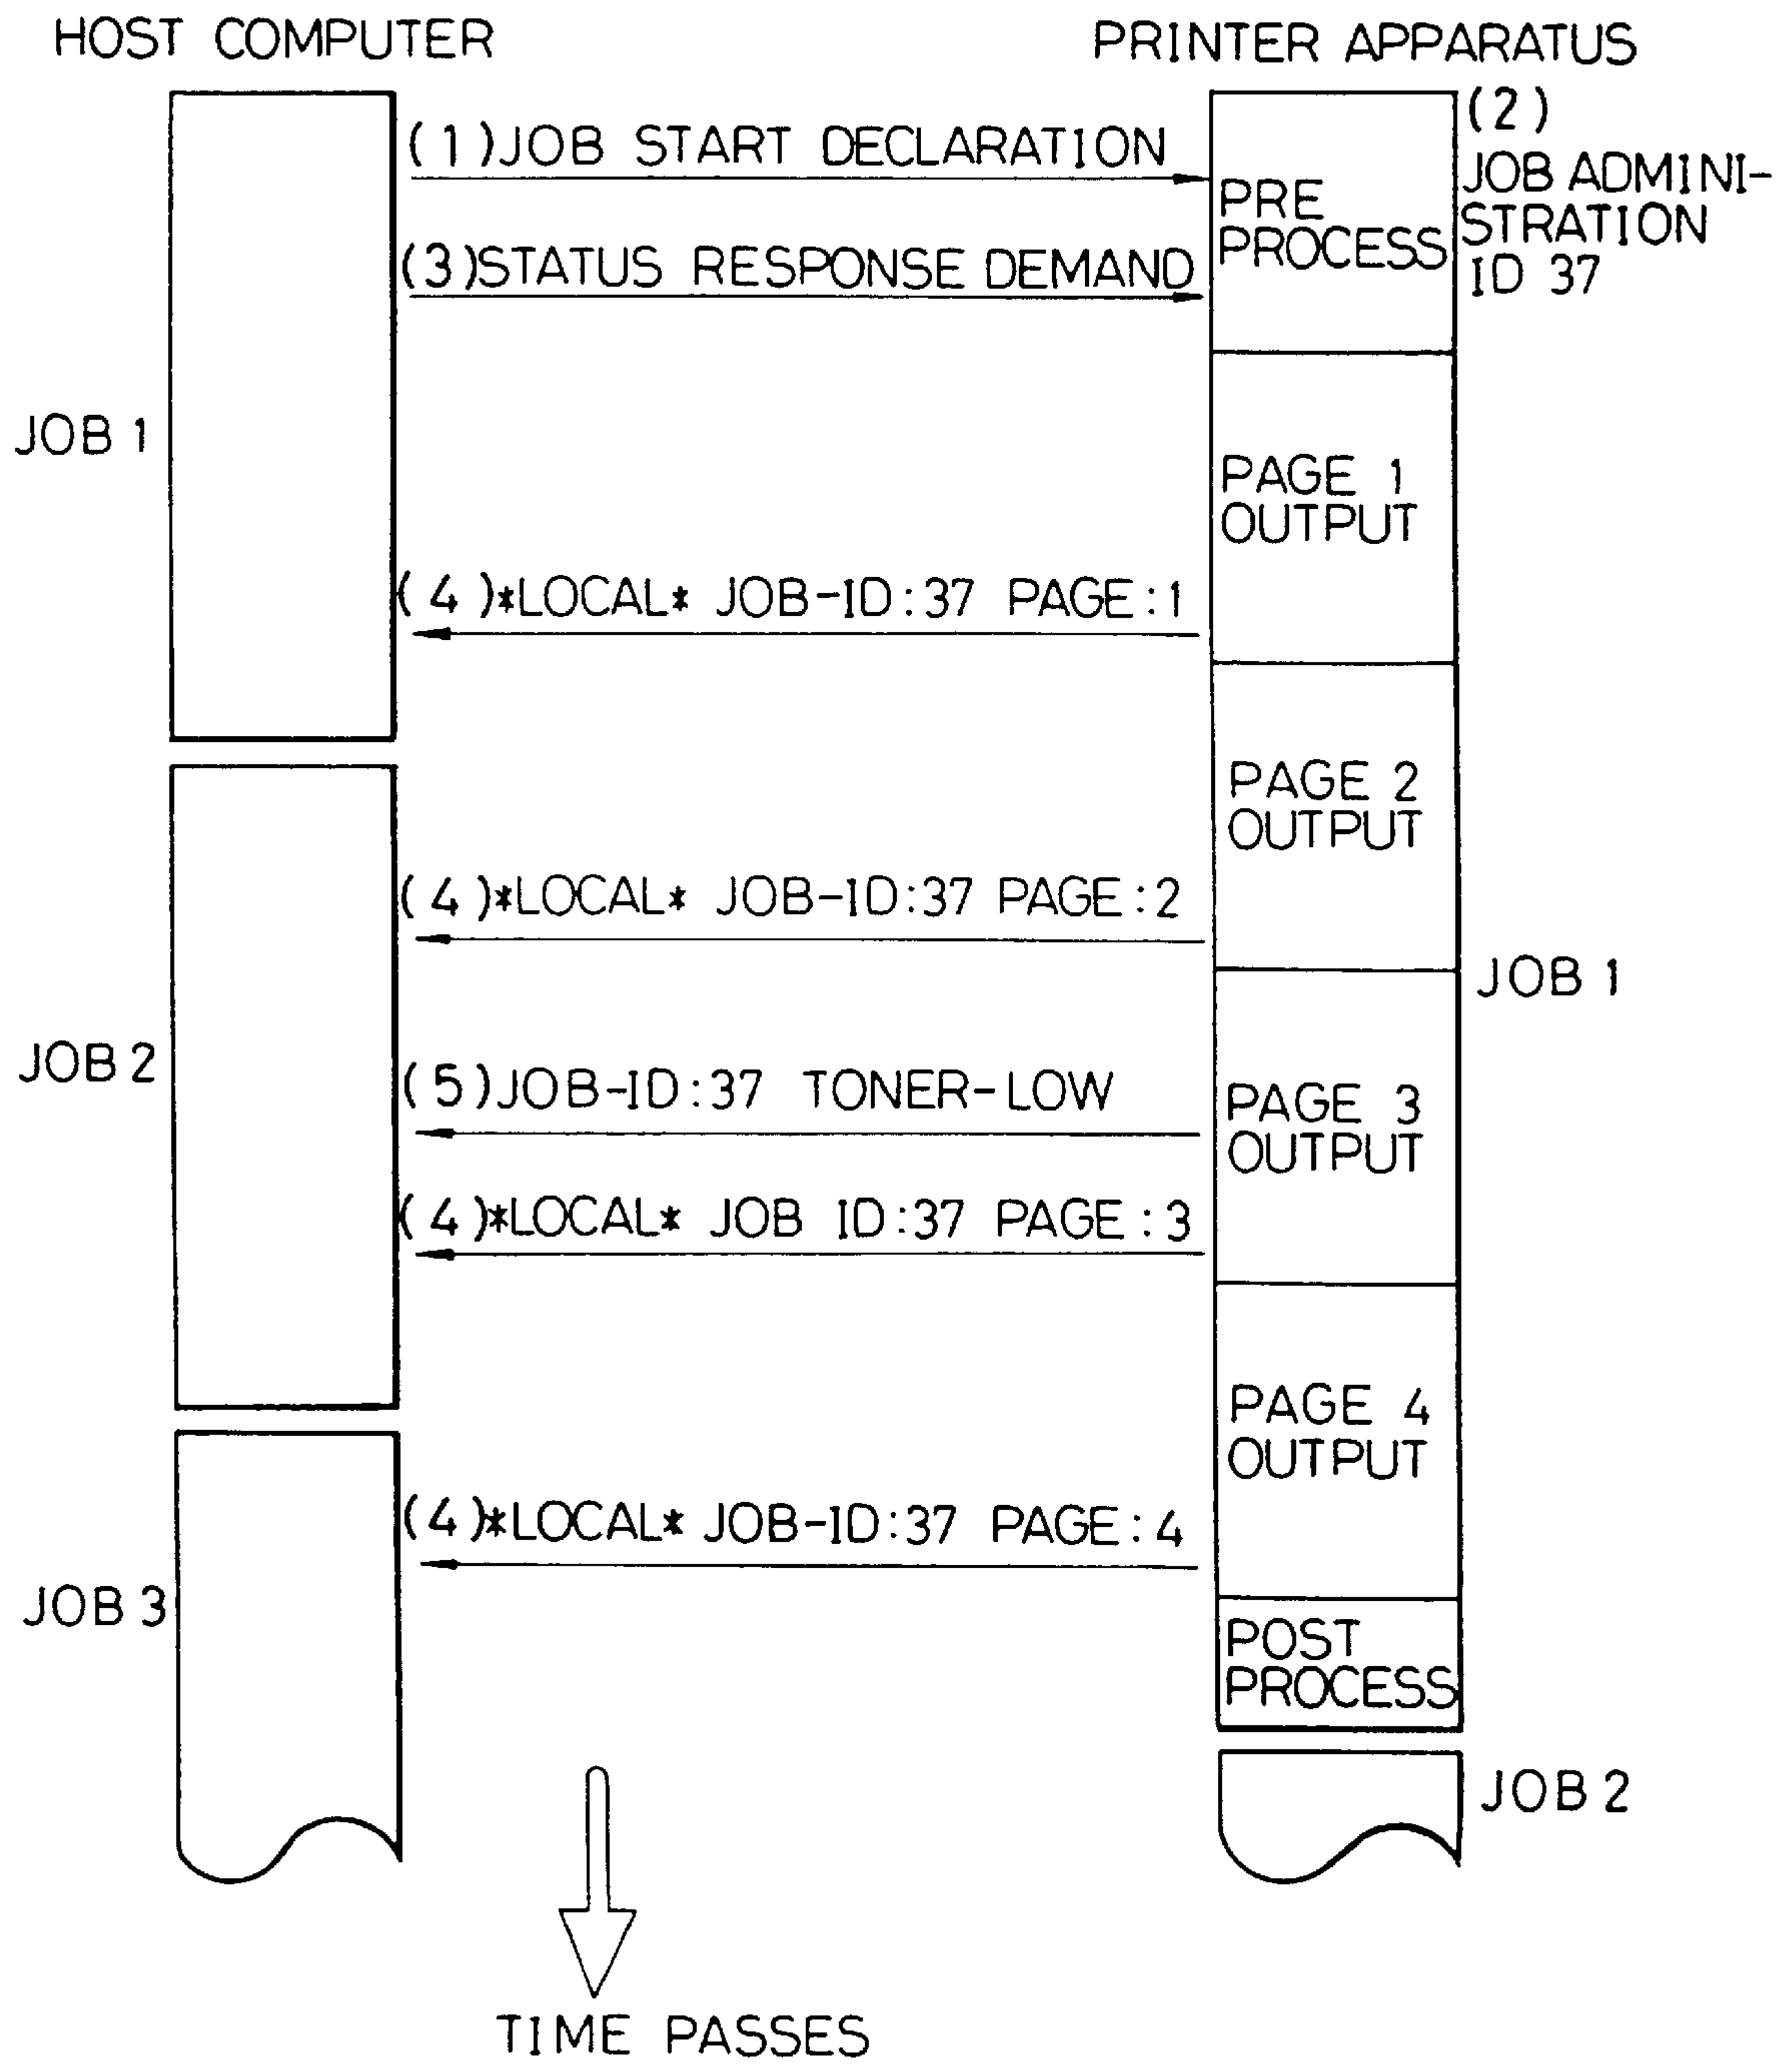 HOST COMPUTER
PRINTER APPARATUS
(1)JOB START DECLARATION
(2)
JOB ADMINI-
STRATION
ID 37
PRE
PROCESS
(3)STATUS RESPONSE DEMAND
JOB 1
PAGE 1
OUTPUT
(4)*LOCAL* JOB-ID:37 PAGE:1
PAGE 2
OUTPUT
(4)*LOCAL* JOB-ID:37 PAGE:2
JOB 1
JOB 2
(5)JOB-ID:37 TONER-LOW
PAGE 3
OUTPUT
(4)*LOCAL* JOB ID:37 PAGE:3
PAGE 4
OUTPUT
(4)*LOCAL* JOB-ID:37 PAGE:4
JOB 3
POST
PROCESS
JOB 2
TIME PASSES